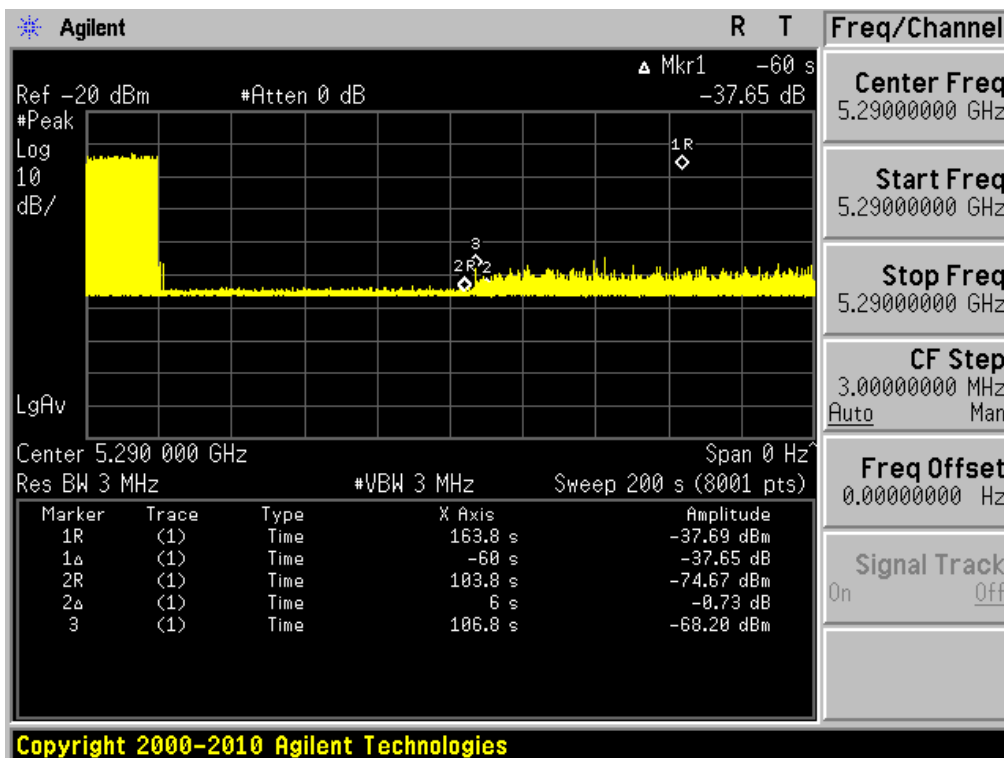 Agilent R T
Freq/Channel
Δ Mkr1 -60 s
Ref -20 dBm #Atten 0 dB -37.65 dB
#Peak
Log
10
dB/
1R
3
2R 2
LgAv
Center 5.290 000 GHz Span 0 Hz^
Res BW 3 MHz #VBW 3 MHz Sweep 200 s (8001 pts)
Marker Trace Type X Axis Amplitude
1R (1) Time 163.8 s -37.69 dBm
1Δ (1) Time -60 s -37.65 dB
2R (1) Time 103.8 s -74.67 dBm
2Δ (1) Time 6 s -0.73 dB
3 (1) Time 106.8 s -68.20 dBm
Center Freq
5.29000000 GHz
Start Freq
5.29000000 GHz
Stop Freq
5.29000000 GHz
CF Step
3.00000000 MHz
Auto Man
Freq Offset
0.00000000 Hz
Signal Track
On Off
Copyright 2000-2010 Agilent Technologies